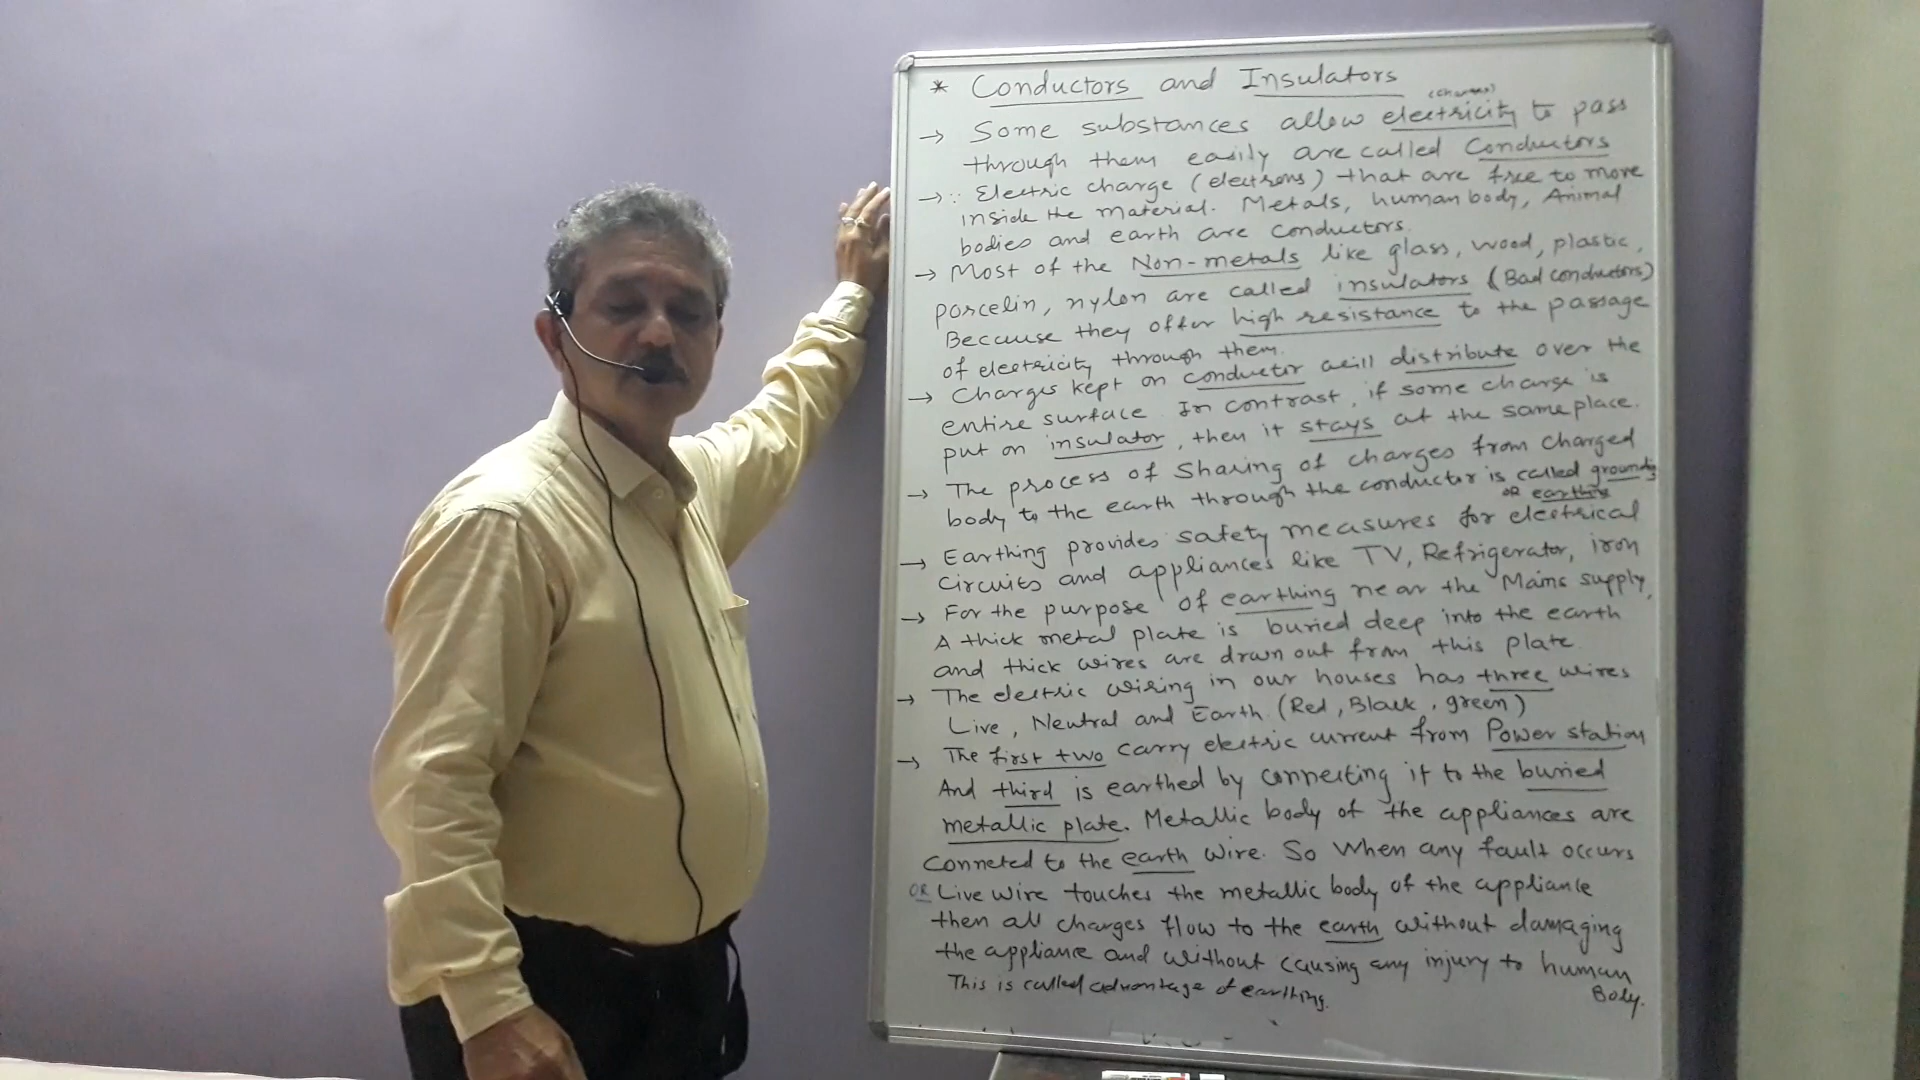 * Conductors and Insulators
(charges)
→ Some substances allow electricity to pass
through them easily are called Conductors
→ ∵ Electric charge (electrons) that are free to move
inside the material. Metals, human body, Animal
bodies and earth are conductors.
→ Most of the Non-metals like glass, wood, plastic,
porcelin, nylon are called insulators (Bad conductors)
Because they offer high resistance to the passage
of electricity through them.
→ Charges kept on conductor will distribute over the
entire surface. In contrast, if some charge is
put on insulator, then it stays at the same place.
→ The process of Sharing of charges from charged
body to the earth through the conductor is called grounding
OR earthing
→ Earthing provides safety measures for electrical
Circuits and appliances like TV, Refrigerator, iron
→ For the purpose of earthing near the Mains supply,
A thick metal plate is buried deep into the earth
and thick wires are drawn out from this plate.
→ The electric wiring in our houses has three wires
Live, Neutral and Earth (Red, Black, green)
→ The first two carry electric current from Power station
And third is earthed by connecting it to the buried
metallic plate. Metallic body of the appliances are
Conneted to the earth wire. So When any fault occurs
OR Live wire touches the metallic body of the appliance
then all charges flow to the earth without damaging
the appliance and without causing any injury to human
Body.
This is called advantage of earthing.